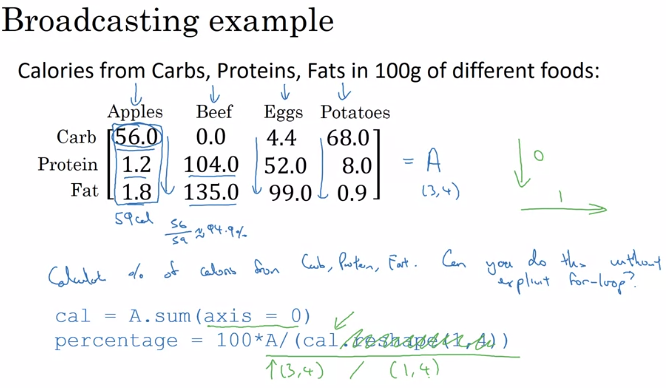 Broadcasting example
Calories from Carbs, Proteins, Fats in 100g of different foods:
Apples Beef Eggs Potatoes
Carb 56.0 0.0 4.4 68.0
Protein 1.2 104.0 52.0 8.0
Fat 1.8 135.0 99.0 0.9
= A
(3,4)
0
1
59 cal
56/59 ≈ 94.9%
Calculate % of calories from Carb, Protein, Fat. Can you do this without
explicit for-loop?
cal = A.sum(axis = 0)
percentage = 100*A/(cal.reshape(1,4))
↑(3,4) / (1,4)